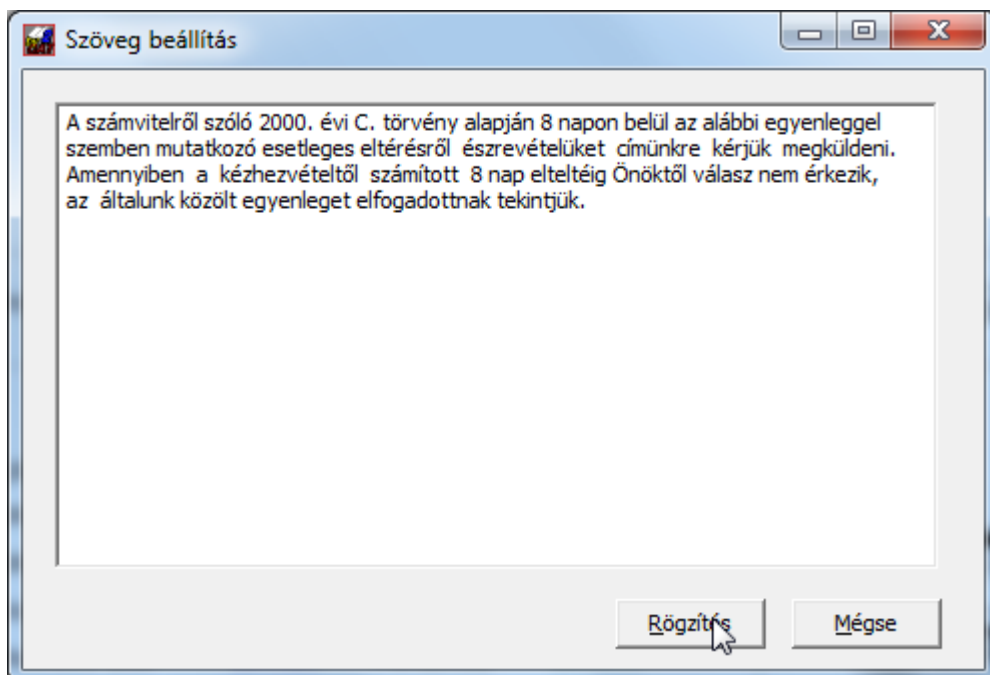 Szöveg beállítás
A számvitelről szóló 2000. évi C. törvény alapján 8 napon belül az alábbi egyenleggel
szemben mutatkozó esetleges eltérésről észrevételüket címünkre kérjük megküldeni.
Amennyiben a kézhezvételtől számított 8 nap elteltéig Önöktől válasz nem érkezik,
az általunk közölt egyenleget elfogadottnak tekintjük.
Rögzítés Mégse